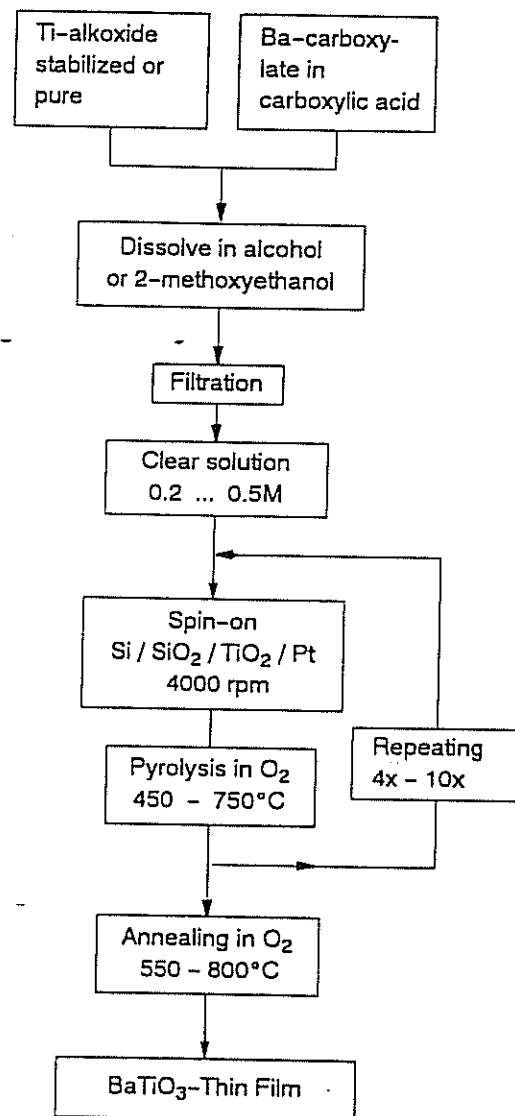 Ti-alkoxide
stabilized or
pure
Ba-carboxy-
late in
carboxylic acid
Dissolve in alcohol
or 2-methoxyethanol
Filtration
Clear solution
0.2 ... 0.5M
Spin-on
Si / SiO₂ / TiO₂ / Pt
4000 rpm
Pyrolysis in O₂
450 - 750°C
Repeating
4x - 10x
Annealing in O₂
550 - 800°C
BaTiO₃-Thin Film